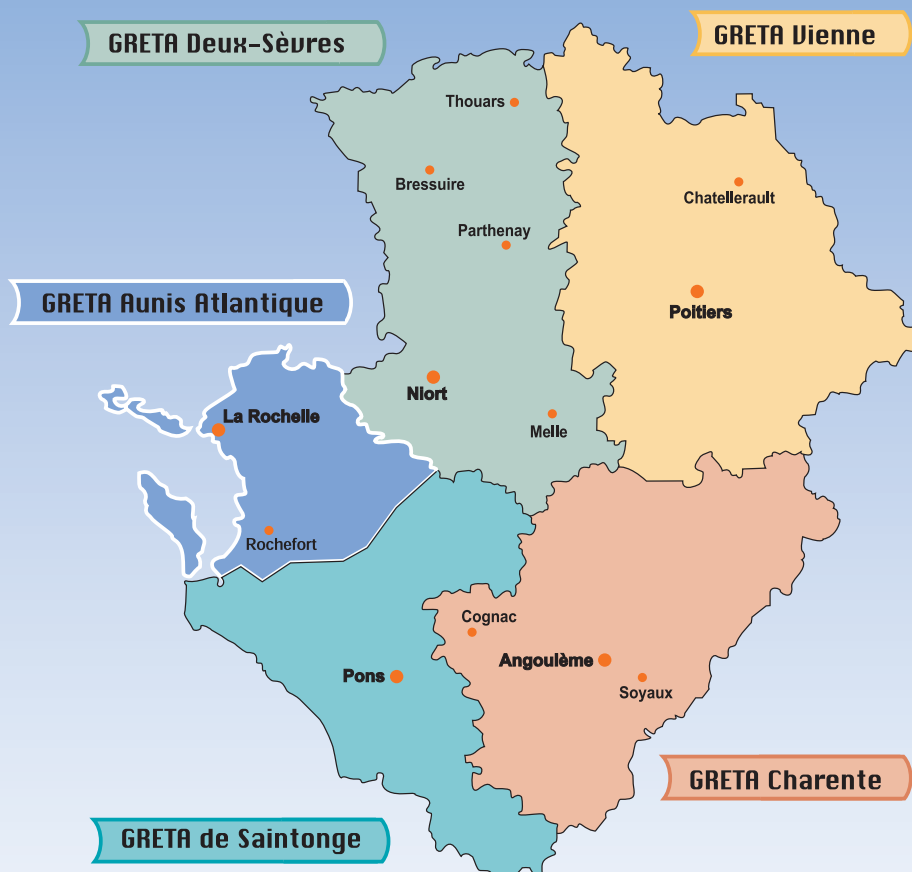 GRETA Deux-Sèvres
GRETA Vienne
Thouars
Bressuire
Chatellerault
Parthenay
GRETA Aunis Atlantique
Poitiers
Niort
La Rochelle
Melle
Rochefort
Cognac
Angoulème
Pons
Soyaux
GRETA Charente
GRETA de Saintonge